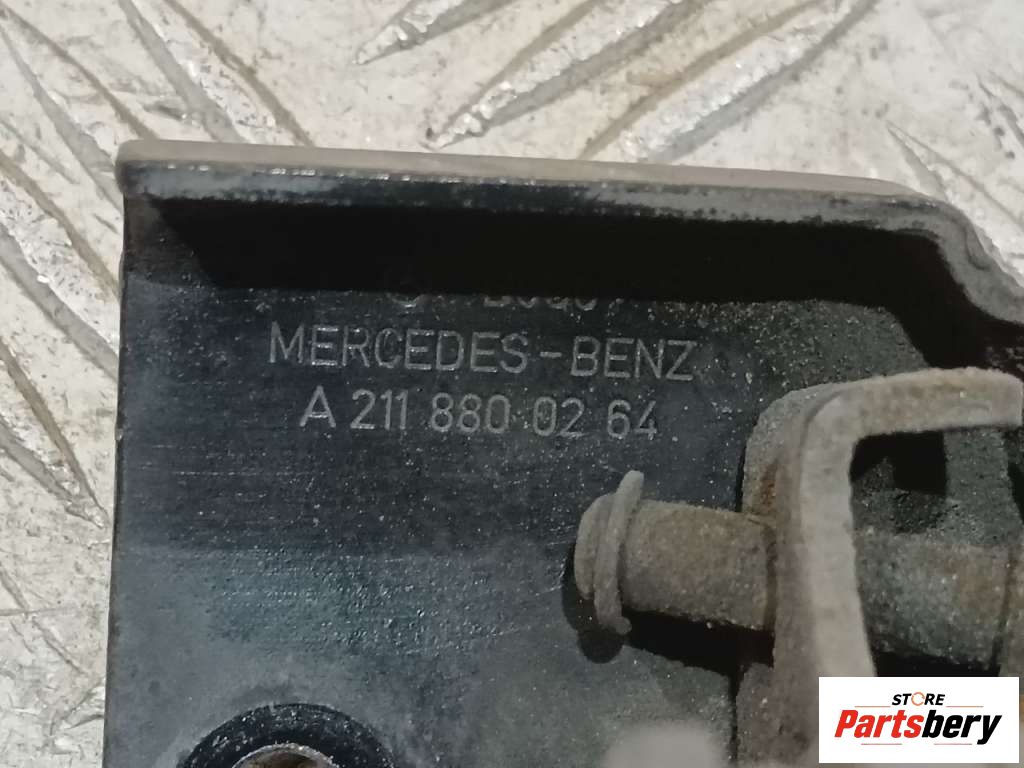 MERCEDES-BENZ
A 211 880 02 64
STORE
Partsbery